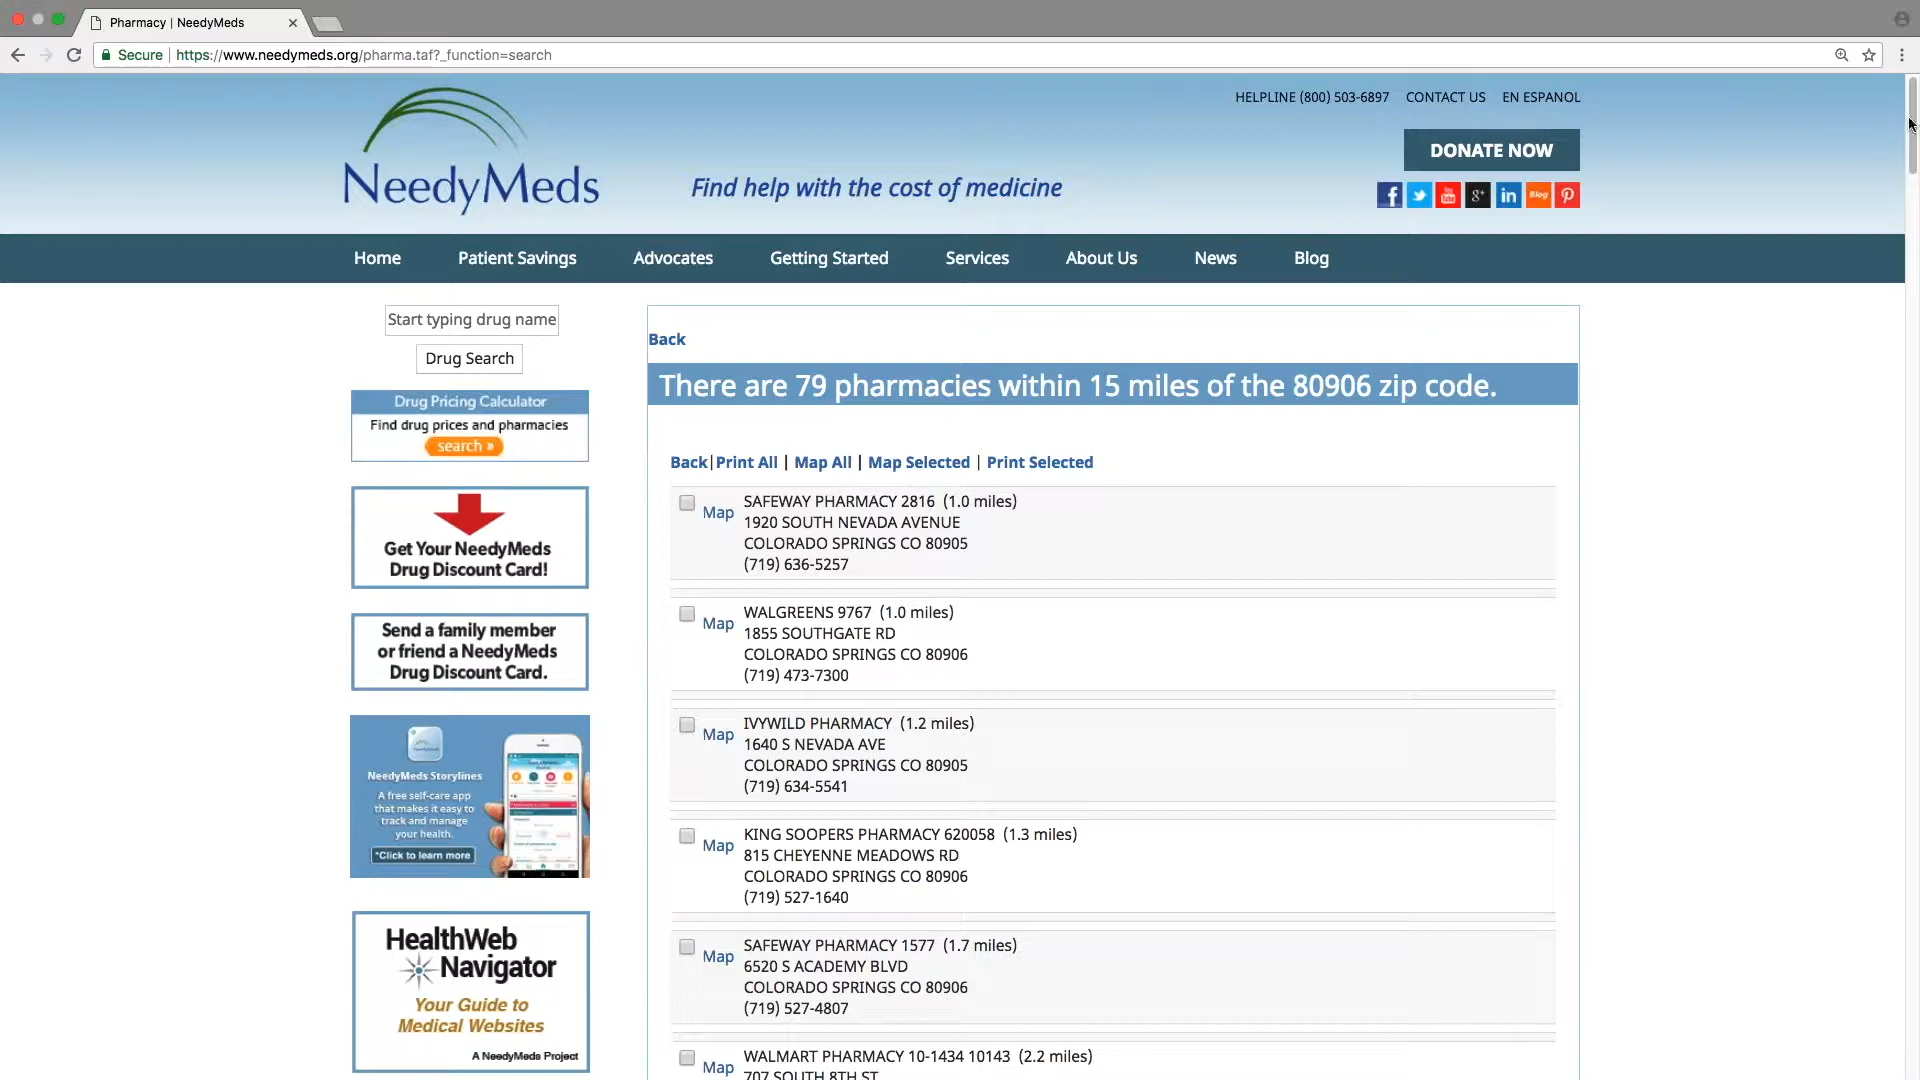 Pharmacy | NeedyMeds
Secure | https://www.needymeds.org/pharma.taf?_function=search
NeedyMeds
Find help with the cost of medicine
HELPLINE (800) 503-6897 CONTACT US EN ESPANOL
DONATE NOW
f You Tube g+ in Blog
Home Patient Savings Advocates Getting Started Services About Us News Blog
Start typing drug name
Drug Search
Drug Pricing Calculator
Find drug prices and pharmacies
search »
Get Your NeedyMeds
Drug Discount Card!
Send a family member
or friend a NeedyMeds
Drug Discount Card.
NeedyMeds Storylines
A free self-care app
that makes it easy to
track and manage
your health.
*Click to learn more
HealthWeb
Navigator
Your Guide to
Medical Websites
A NeedyMeds Project
Back
There are 79 pharmacies within 15 miles of the 80906 zip code.
Back|Print All | Map All | Map Selected | Print Selected
Map
SAFEWAY PHARMACY 2816 (1.0 miles)
1920 SOUTH NEVADA AVENUE
COLORADO SPRINGS CO 80905
(719) 636-5257
Map
WALGREENS 9767 (1.0 miles)
1855 SOUTHGATE RD
COLORADO SPRINGS CO 80906
(719) 473-7300
Map
IVYWILD PHARMACY (1.2 miles)
1640 S NEVADA AVE
COLORADO SPRINGS CO 80905
(719) 634-5541
Map
KING SOOPERS PHARMACY 620058 (1.3 miles)
815 CHEYENNE MEADOWS RD
COLORADO SPRINGS CO 80906
(719) 527-1640
Map
SAFEWAY PHARMACY 1577 (1.7 miles)
6520 S ACADEMY BLVD
COLORADO SPRINGS CO 80906
(719) 527-4807
Map
WALMART PHARMACY 10-1434 10143 (2.2 miles)
707 SOUTH 8TH ST